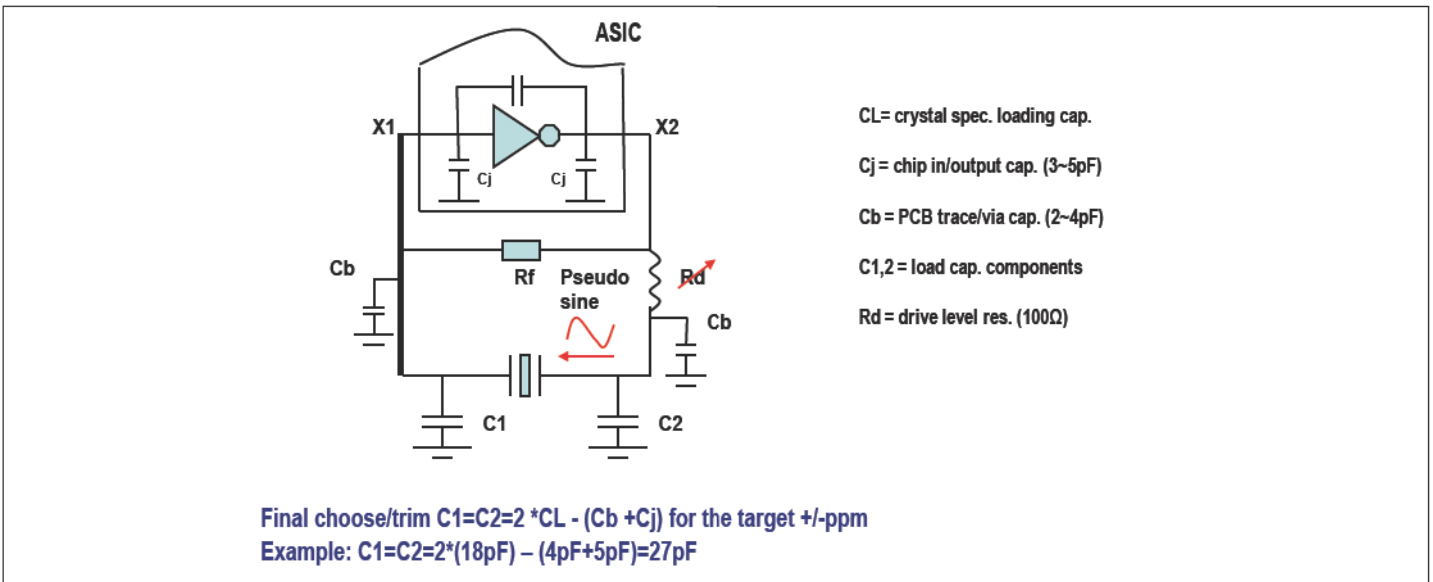 ASIC
X1
X2
Cj
Cj
Cb
Rf
Pseudo
sine
Rd
Cb
C1
C2
CL= crystal spec. loading cap.
Cj = chip in/output cap. (3~5pF)
Cb = PCB trace/via cap. (2~4pF)
C1,2 = load cap. components
Rd = drive level res. (100Ω)
Final choose/trim C1=C2=2 *CL - (Cb +Cj) for the target +/-ppm
Example: C1=C2=2*(18pF) – (4pF+5pF)=27pF